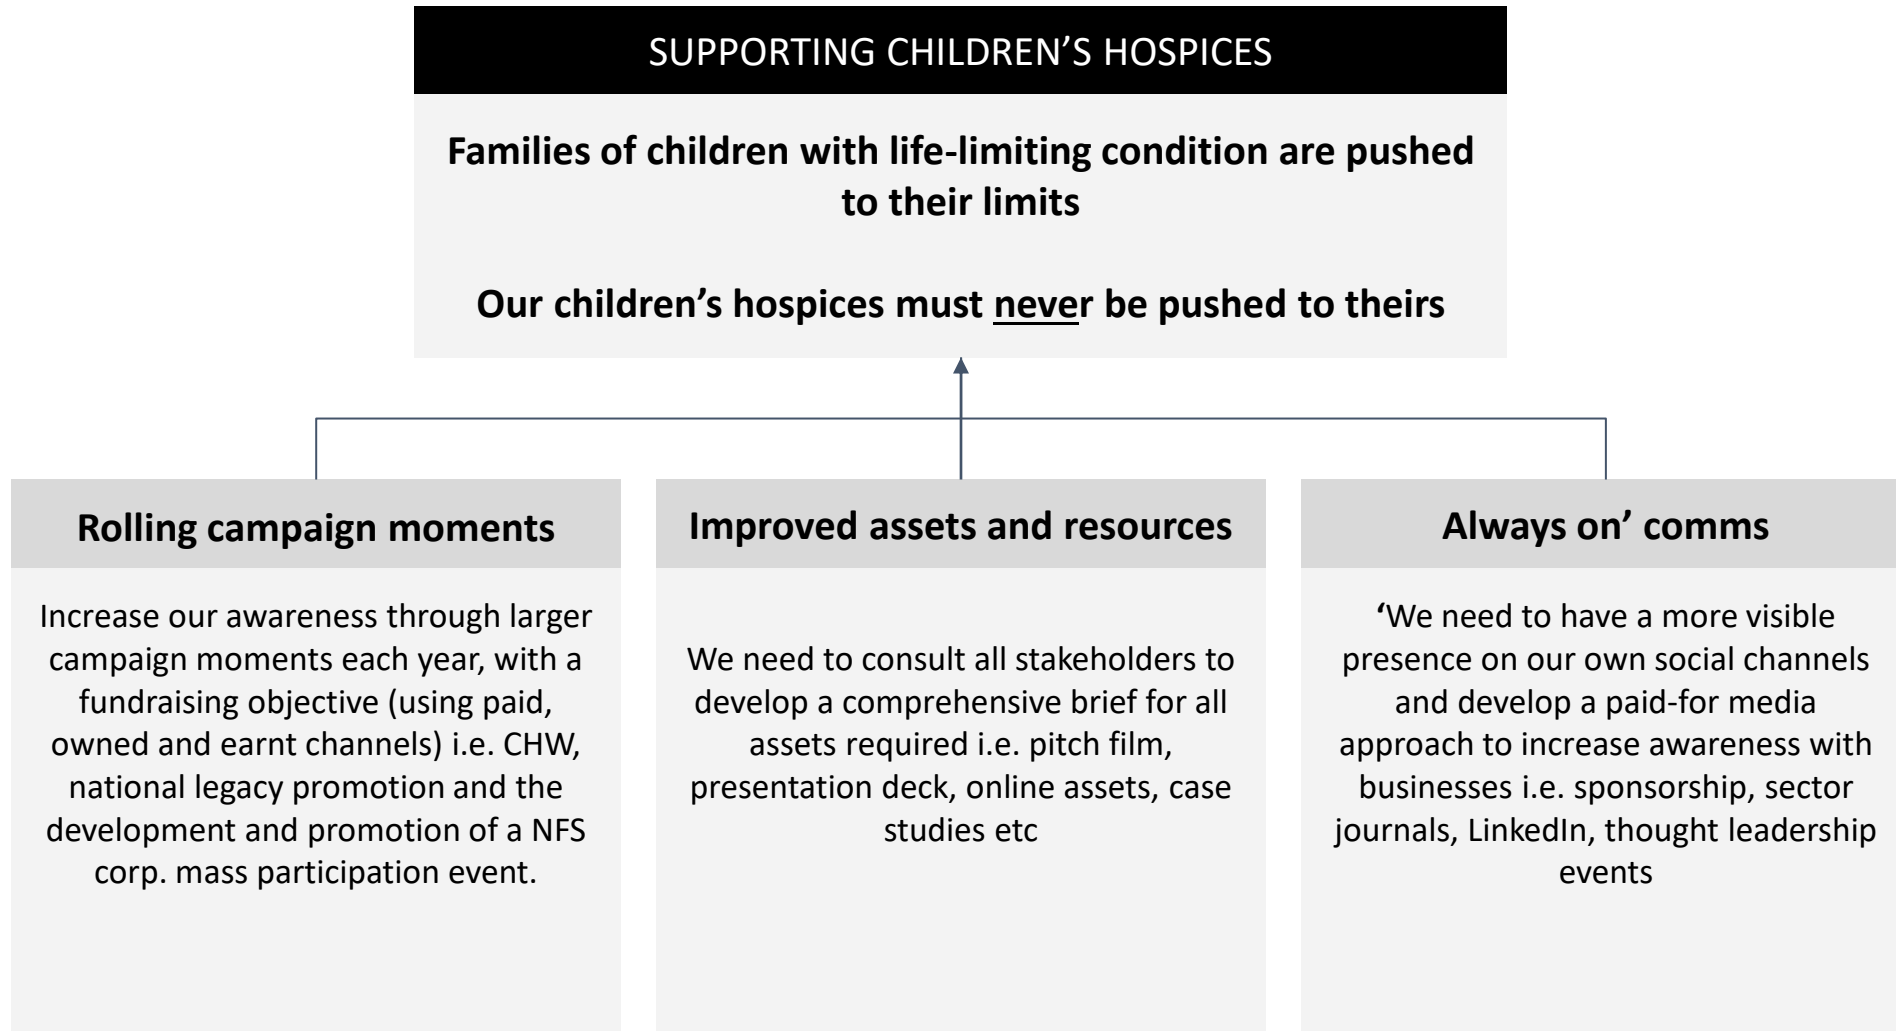 SUPPORTING CHILDREN’S HOSPICES
Families of children with life-limiting condition are pushed
to their limits
Our children’s hospices must never be pushed to theirs
Rolling campaign moments
Increase our awareness through larger
campaign moments each year, with a
fundraising objective (using paid,
owned and earnt channels) i.e. CHW,
national legacy promotion and the
development and promotion of a NFS
corp. mass participation event.
Improved assets and resources
We need to consult all stakeholders to
develop a comprehensive brief for all
assets required i.e. pitch film,
presentation deck, online assets, case
studies etc
Always on’ comms
‘We need to have a more visible
presence on our own social channels
and develop a paid-for media
approach to increase awareness with
businesses i.e. sponsorship, sector
journals, LinkedIn, thought leadership
events